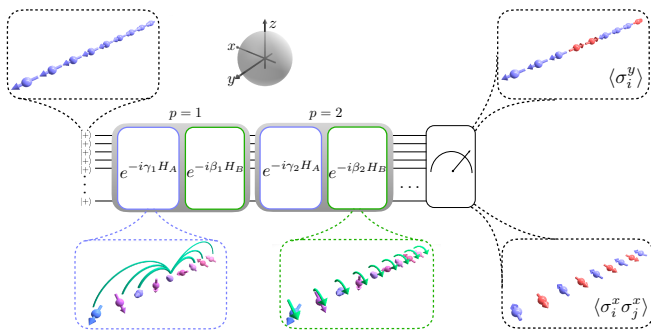 z
x
y
⟨σ_i^y⟩
p = 1
p = 2
|+⟩
|+⟩
|+⟩
|+⟩
|+⟩
|+⟩
e^{-iγ_1 H_A}
e^{-iβ_1 H_B}
e^{-iγ_2 H_A}
e^{-iβ_2 H_B}
...
⟨σ_i^x σ_j^x⟩